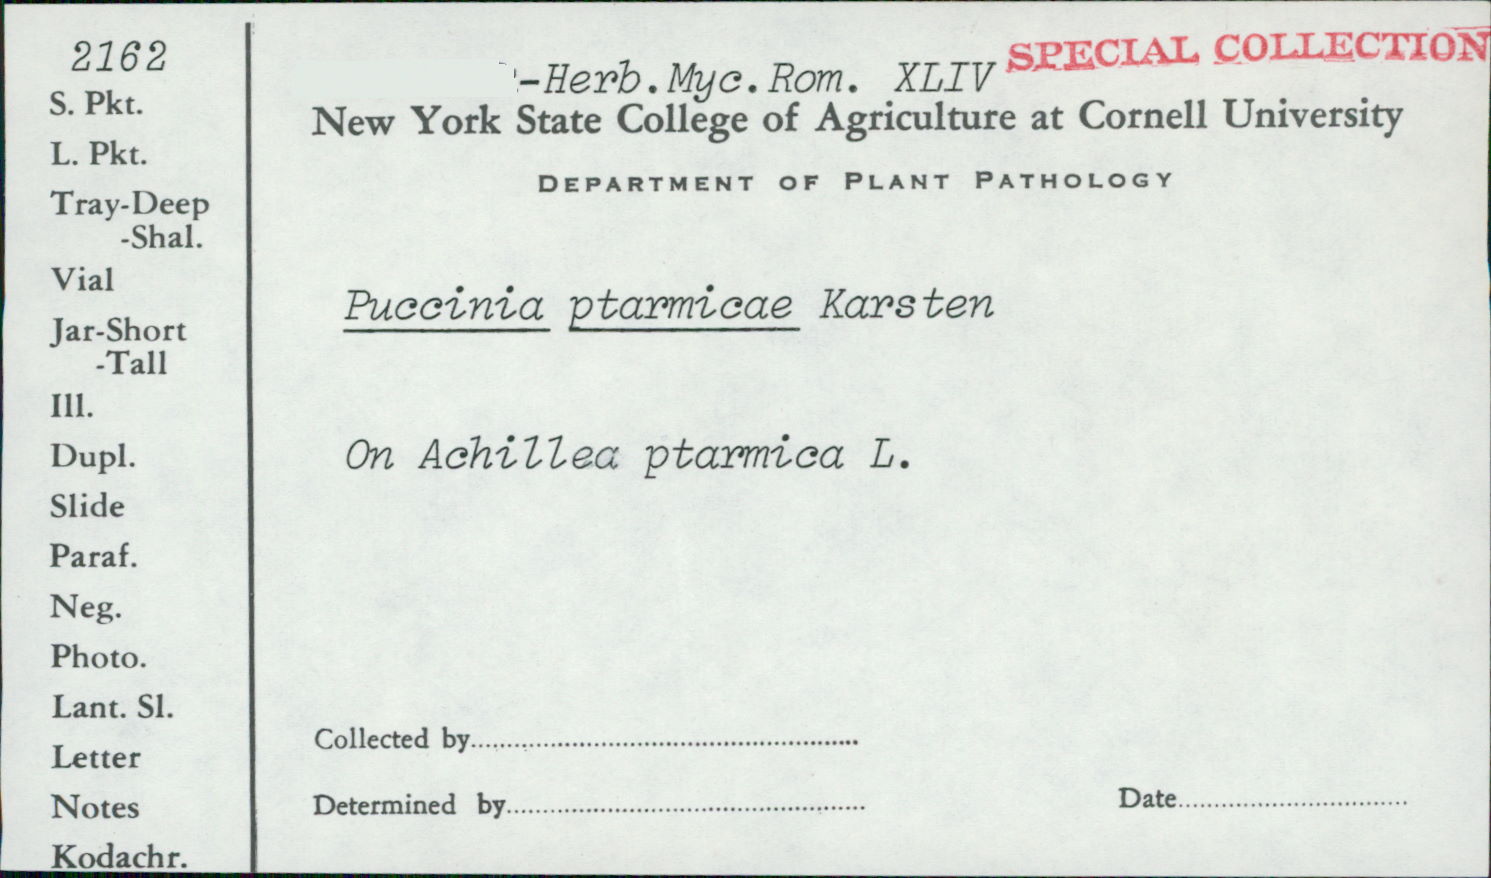 2162
S. Pkt.
L. Pkt.
Tray-Deep
-Shal.
Vial
Jar-Short
-Tall
Ill.
Dupl.
Slide
Paraf.
Neg.
Photo.
Lant. Sl.
Letter
Notes
Kodachr.
-Herb.Myc.Rom. XLIV
SPECIAL COLLECTION
New York State College of Agriculture at Cornell University
DEPARTMENT OF PLANT PATHOLOGY
Puccinia ptarmicae Karsten
On Achillea ptarmica L.
Collected by
Determined by
Date